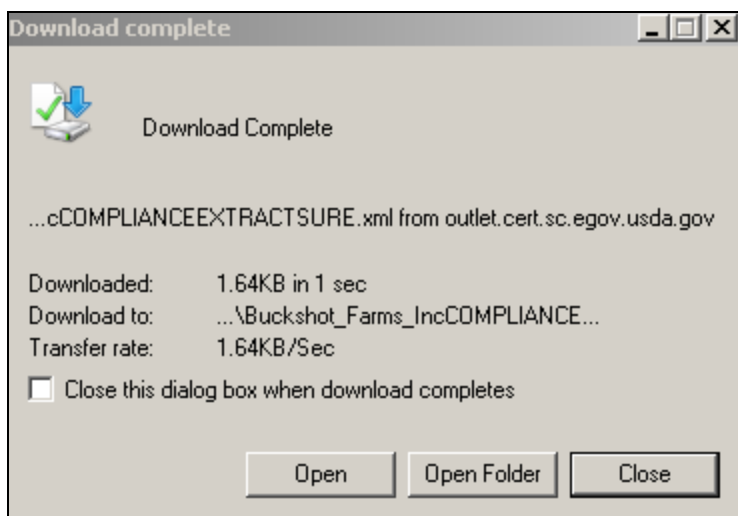 Download complete
Download Complete
...cCOMPLIANCEEXTRACTSURE.xml from outlet.cert.sc.egov.usda.gov
Downloaded: 1.64KB in 1 sec
Download to: ...\Buckshot_Farms_IncCOMPLIANCE...
Transfer rate: 1.64KB/Sec
Close this dialog box when download completes
Open Open Folder Close